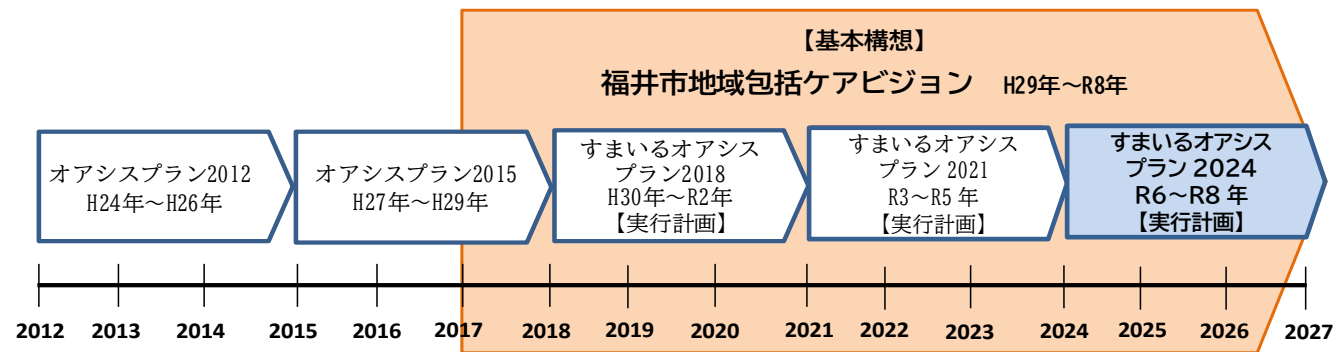 【基本構想】
福井市地域包括ケアビジョン H29年～R8年
オアシスプラン2012
H24年～H26年
オアシスプラン2015
H27年～H29年
すまいるオアシス
プラン2018
H30年～R2年
【実行計画】
すまいるオアシス
プラン 2021
R3～R5 年
【実行計画】
すまいるオアシス
プラン 2024
R6～R8 年
【実行計画】
2012 2013 2014 2015 2016 2017 2018 2019 2020 2021 2022 2023 2024 2025 2026 2027